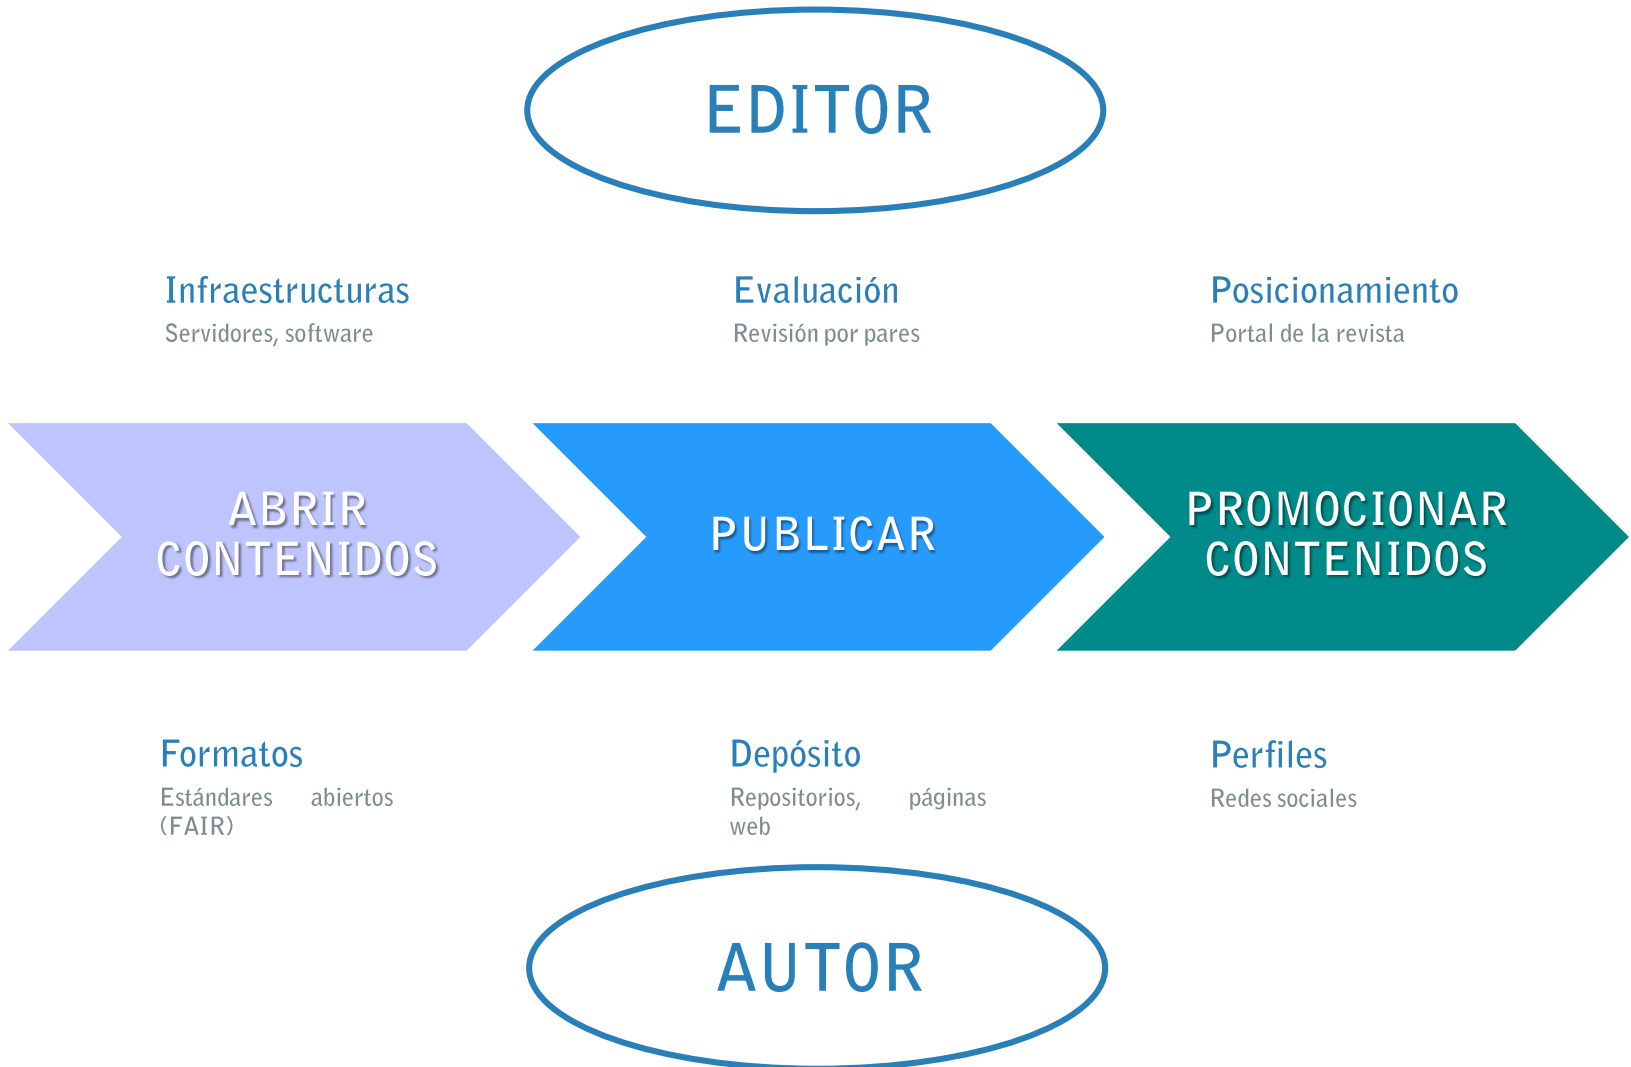 EDITOR
Infraestructuras
Servidores, software
Evaluación
Revisión por pares
Posicionamiento
Portal de la revista
ABRIR
CONTENIDOS
PUBLICAR
PROMOCIONAR
CONTENIDOS
Formatos
Estándares abiertos
(FAIR)
Depósito
Repositorios, páginas
web
Perfiles
Redes sociales
AUTOR